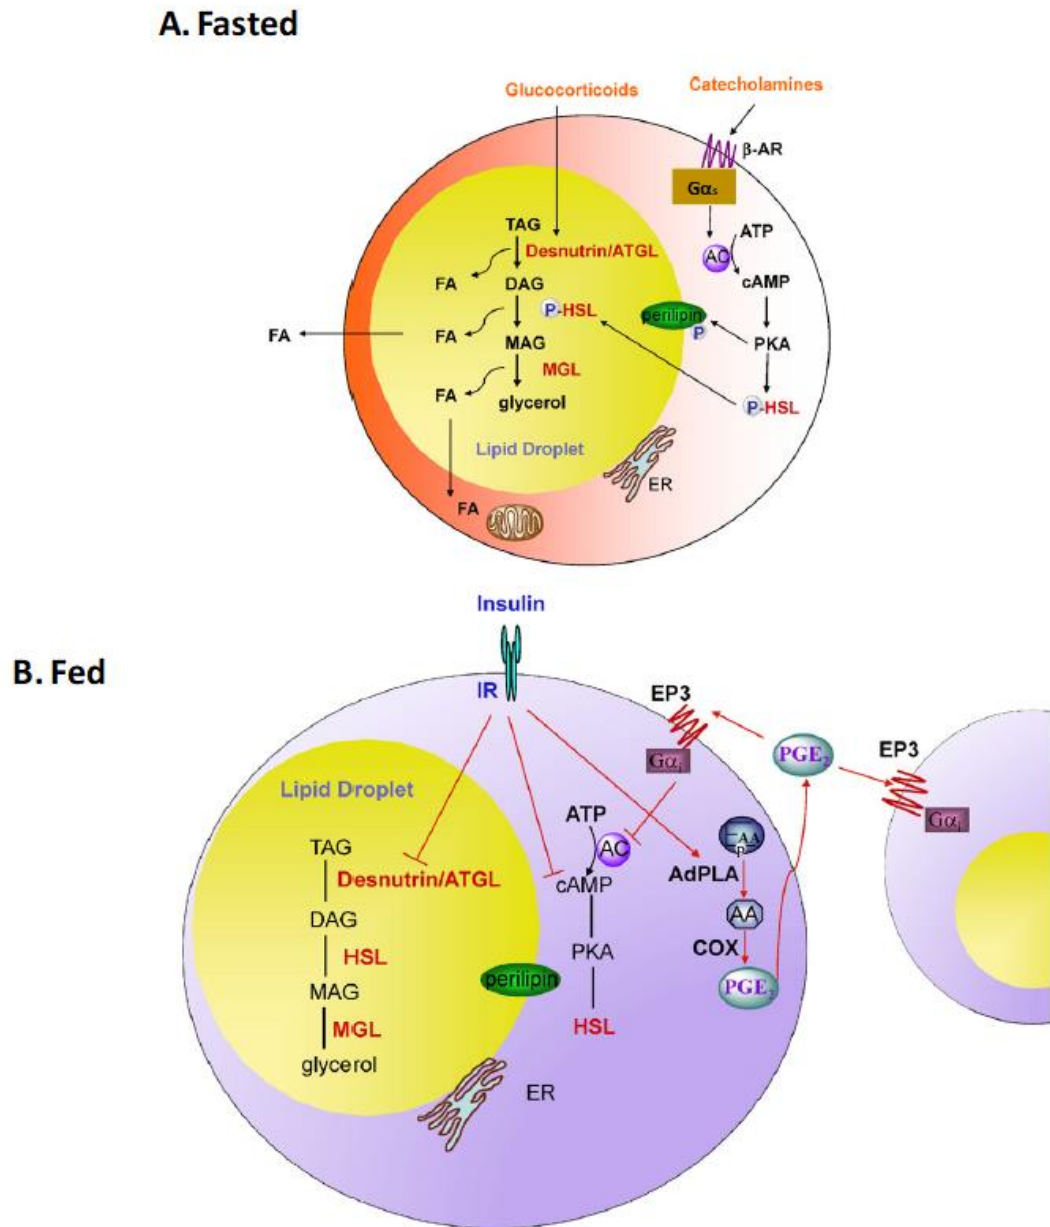 A. Fasted
Glucocorticoids
Catecholamines
β-AR
Gαs
TAG
ATP
Desnutrin/ATGL
AC
FA
DAG
cAMP
P-HSL
perilipin
P
FA
FA
MAG
PKA
MGL
FA
glycerol
P-HSL
Lipid Droplet
ER
FA
Insulin
B. Fed
IR
EP3
PGE2
EP3
Gαi
Lipid Droplet
ATP
Gαi
TAG
AC
AA
P
Desnutrin/ATGL
cAMP
AdPLA
DAG
AA
HSL
PKA
COX
MAG
perilipin
PGE2
MGL
HSL
glycerol
ER